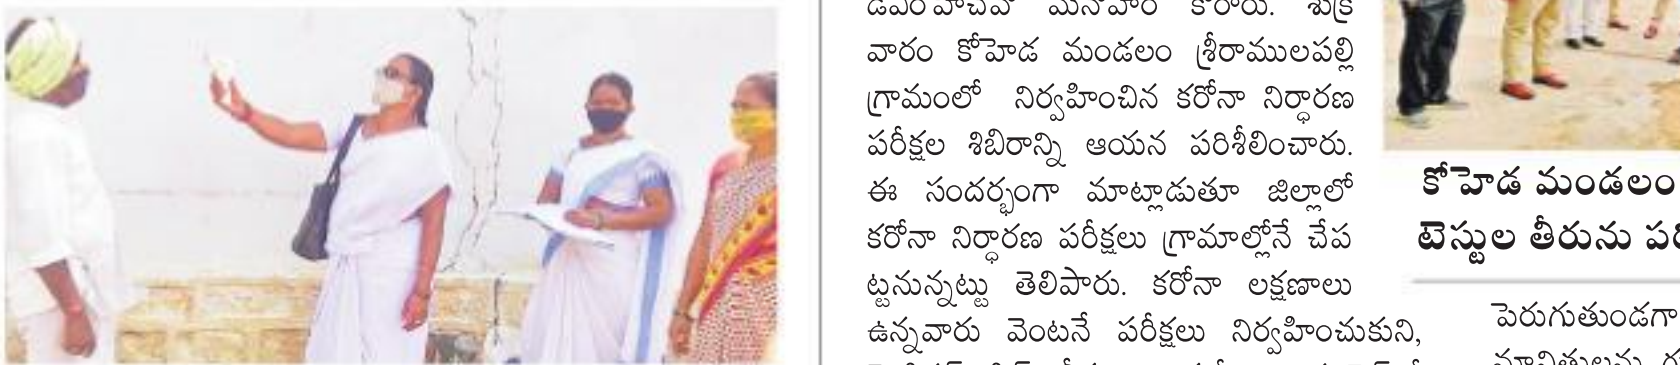 వారం కోహెడ మండలం శ్రీరాములపల్లి
గ్రామంలో నిర్వహించిన కరోనా నిర్ధారణ
పరీక్షల శిబిరాన్ని ఆయన పరిశీలించారు.
ఈ సందర్భంగా మాట్లాడుతూ జిల్లాలో
కరోనా నిర్ధారణ పరీక్షలు గ్రామాల్లోనే చేప
ట్టనున్నట్టు తెలిపారు. కరోనా లక్షణాలు
ఉన్నవారు వెంటనే పరీక్షలు నిర్వహించుకుని,
కోహెడ మండలం
టెస్టుల తీరును
పెరుగుతుండగా